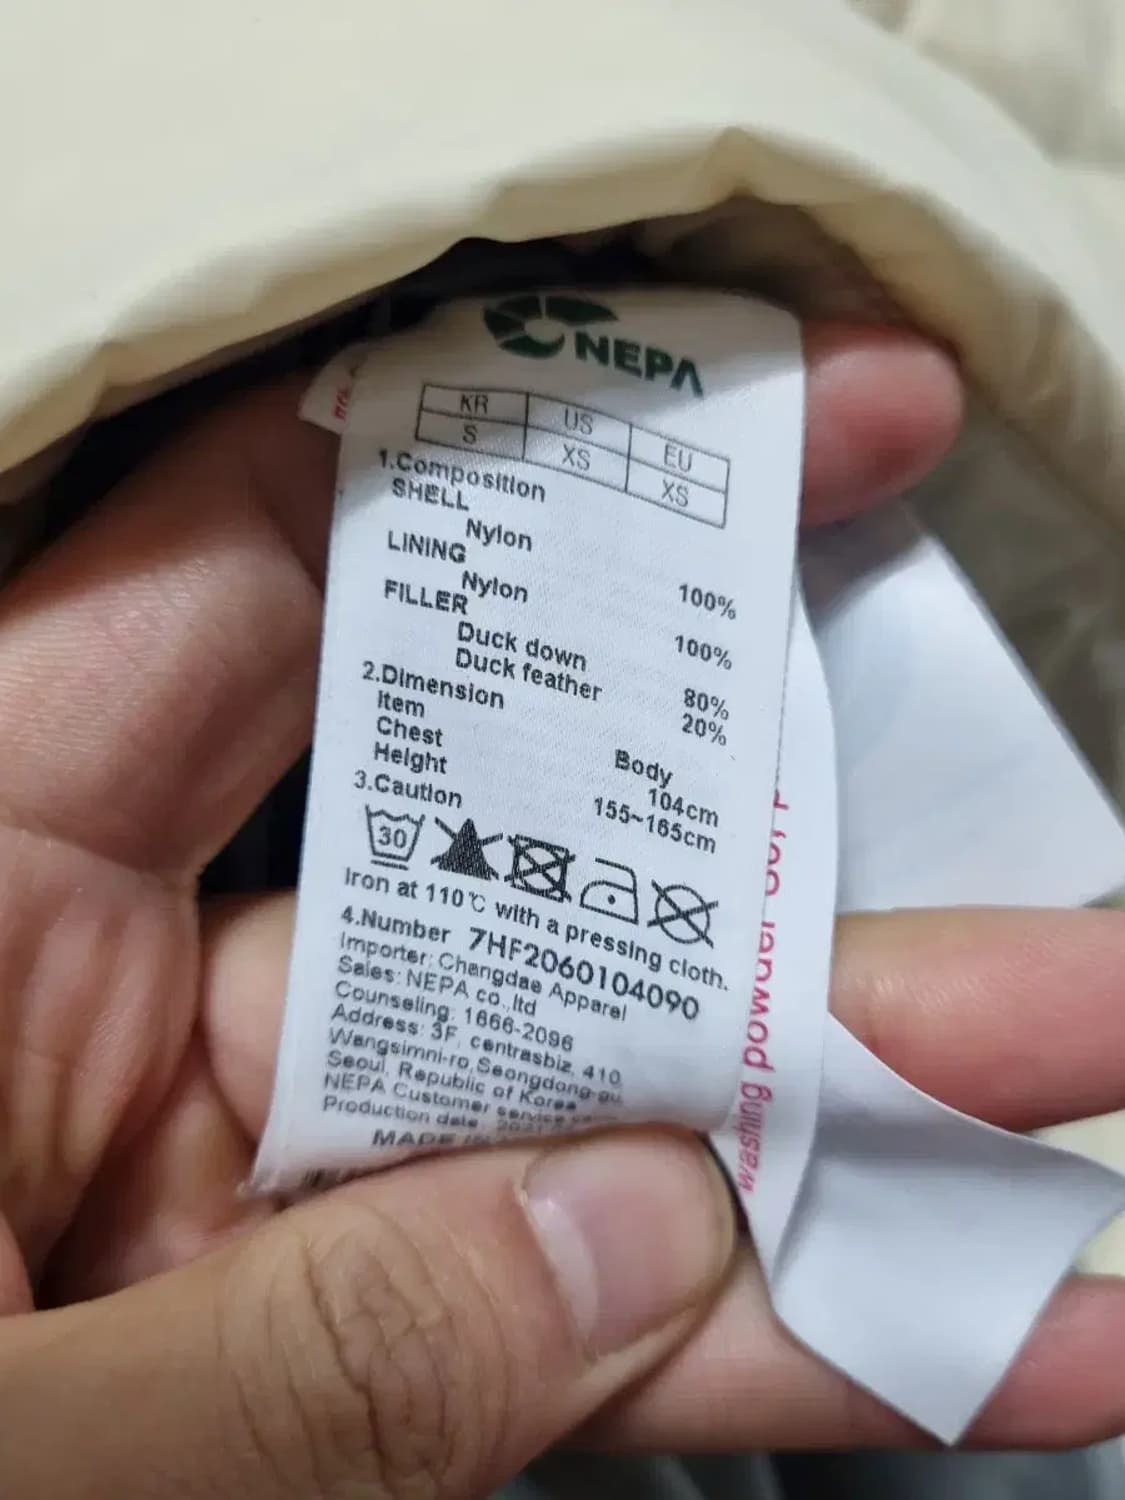 NEPA
KR US EU
S XS XS
1.Composition
SHELL
Nylon 100%
LINING
Nylon 100%
FILLER
Duck down 80%
Duck feather 20%
2.Dimension
Item Body
Chest 104cm
Height 155~165cm
3.Caution
30
Iron at 110℃ with a pressing cloth.
4.Number 7HF2060104090
Importer: Changdae Apparel
Sales: NEPA co.,ltd
Counseling: 1666-2096
Address: 3F, centrasbiz, 410,
Wangsimni-ro, Seongdong-gu,
Seoul, Republic of Korea
NEPA Customer service
Production date
MADE IN
washing powder